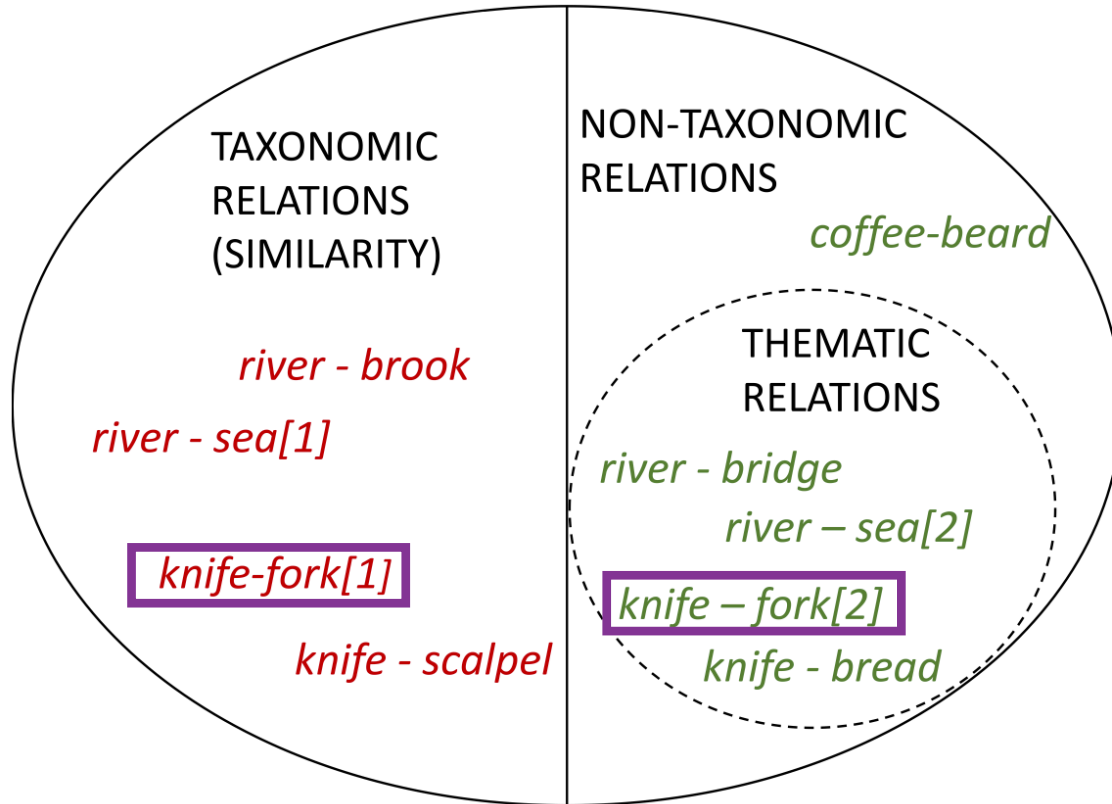 TAXONOMIC
RELATIONS
(SIMILARITY)
river - brook
river - sea[1]
knife-fork[1]
knife - scalpel
NON-TAXONOMIC
RELATIONS
coffee-beard
THEMATIC
RELATIONS
river - bridge
river – sea[2]
knife – fork[2]
knife - bread